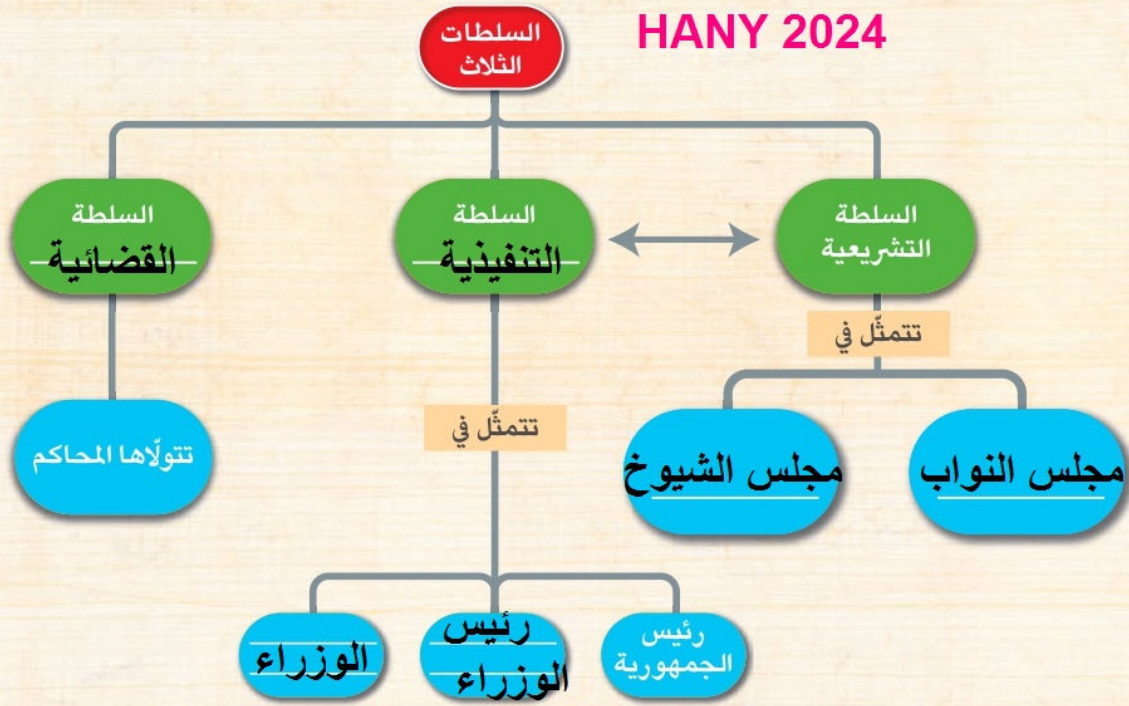 HANY 2024
السلطات
الثلاث
السلطة
التشريعية
السلطة
التنفيذية
السلطة
القضائية
تتمثّل في
مجلس النواب
مجلس الشيوخ
تتمثّل في
تتولّاها المحاكم
رئيس
الجمهورية
رئيس
الوزراء
الوزراء